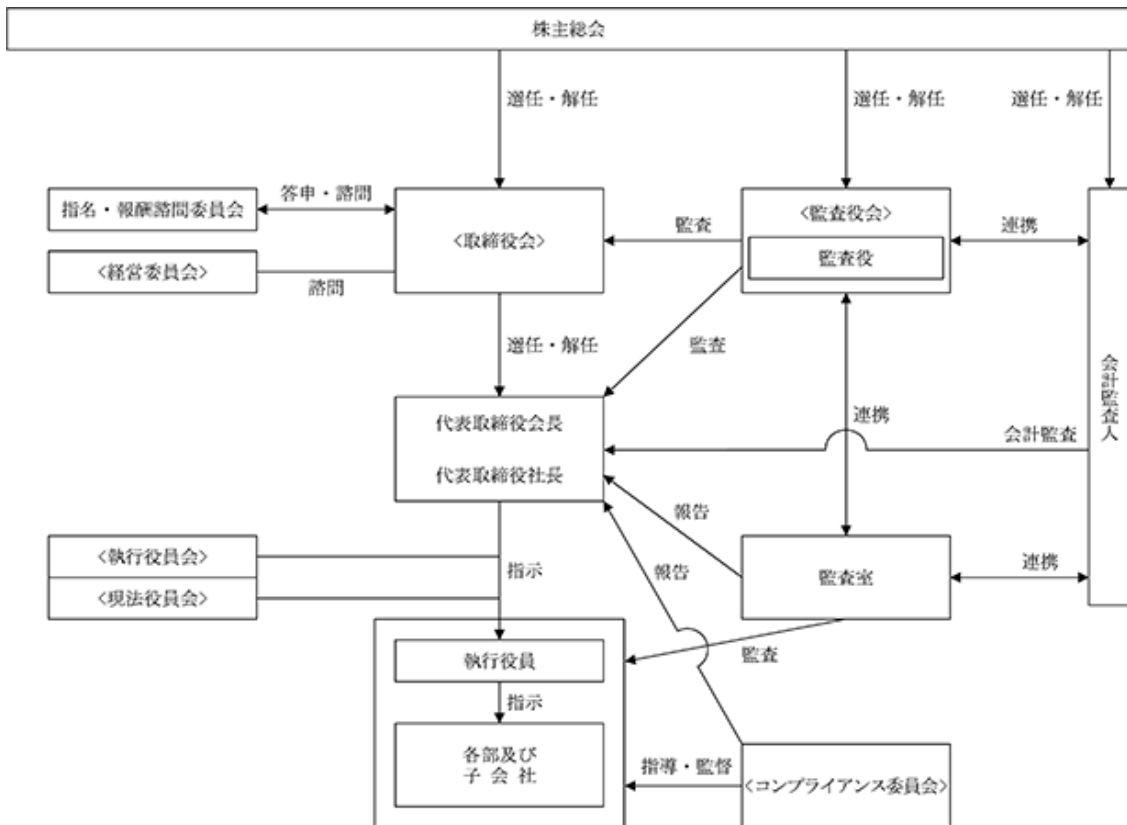 株主総会
選任・解任
選任・解任
選任・解任
答申・諮問
指名・報酬諮問委員会
<経営委員会>
諮問
<取締役会>
監査
<監査役会>
監査役
連携
選任・解任
監査
連携
会計監査人
代表取締役会長
代表取締役社長
会計監査
報告
<執行役員会>
<現法役員会>
指示
報告
監査室
連携
執行役員
監査
指示
各部及び
子会社
指導・監督
<コンプライアンス委員会>